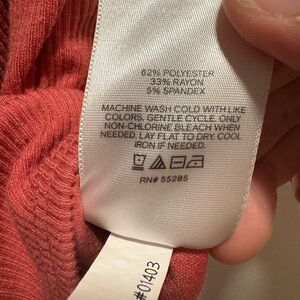 62% POLYESTER
33% RAYON
5% SPANDEX
MACHINE WASH COLD WITH LIKE
COLORS. GENTLE CYCLE. ONLY
NON-CHLORINE BLEACH WHEN
NEEDED. LAY FLAT TO DRY. COOL
IRON IF NEEDED.
RN# 55285
#01403